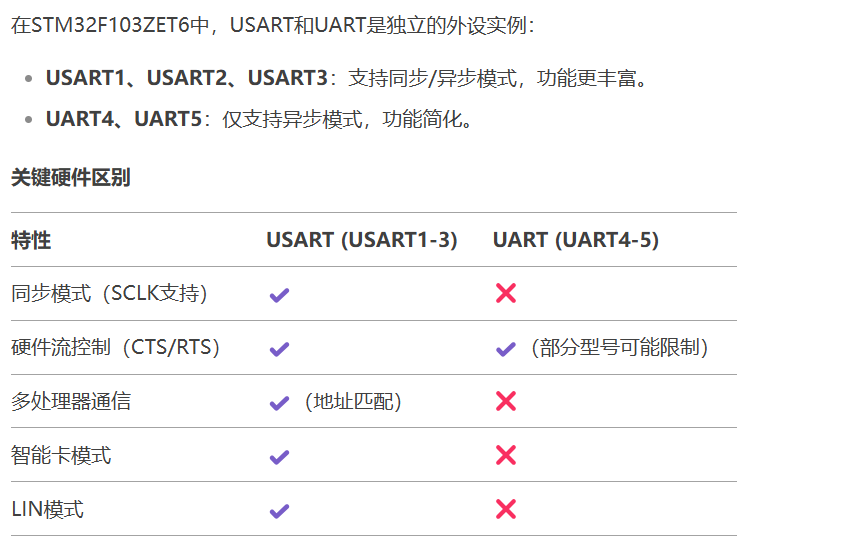 在STM32F103ZET6中，USART和UART是独立的外设实例：
USART1、USART2、USART3：支持同步/异步模式，功能更丰富。
UART4、UART5：仅支持异步模式，功能简化。
关键硬件区别
特性 USART (USART1-3) UART (UART4-5)
同步模式（SCLK支持） ✓ ✗
硬件流控制（CTS/RTS） ✓ ✓（部分型号可能限制）
多处理器通信 ✓（地址匹配） ✗
智能卡模式 ✓ ✗
LIN模式 ✓ ✗